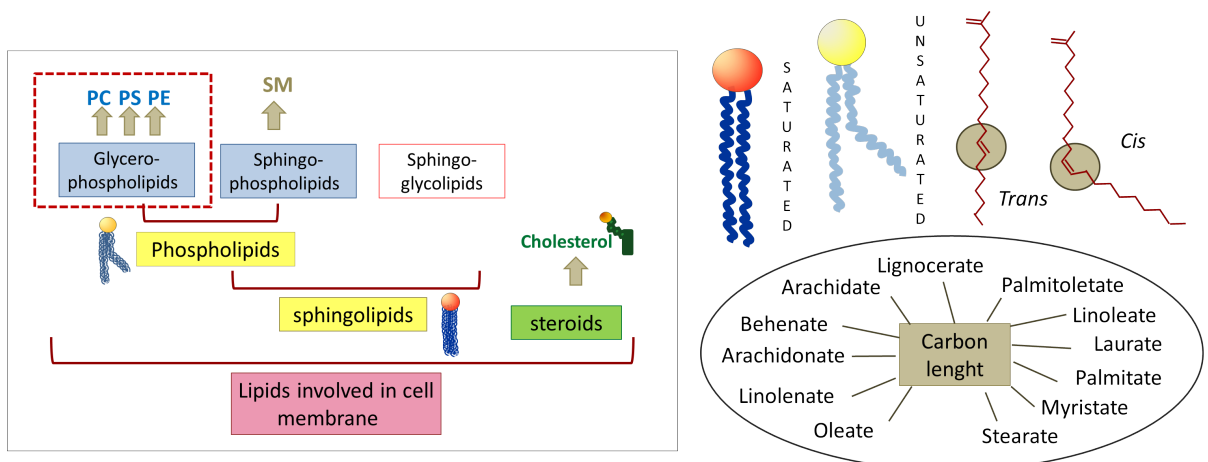 PC PS PE
SM
Glycero-
phospholipids
Sphingo-
phospholipids
Sphingo-
glycolipids
Phospholipids
Cholesterol
sphingolipids
steroids
Lipids involved in cell
membrane
SATURATED
UNSATURATED
Trans
Cis
Lignocerate
Arachidate
Palmitoletate
Behenate
Linoleate
Arachidonate
Laurate
Carbon
lenght
Linolenate
Palmitate
Oleate
Myristate
Stearate